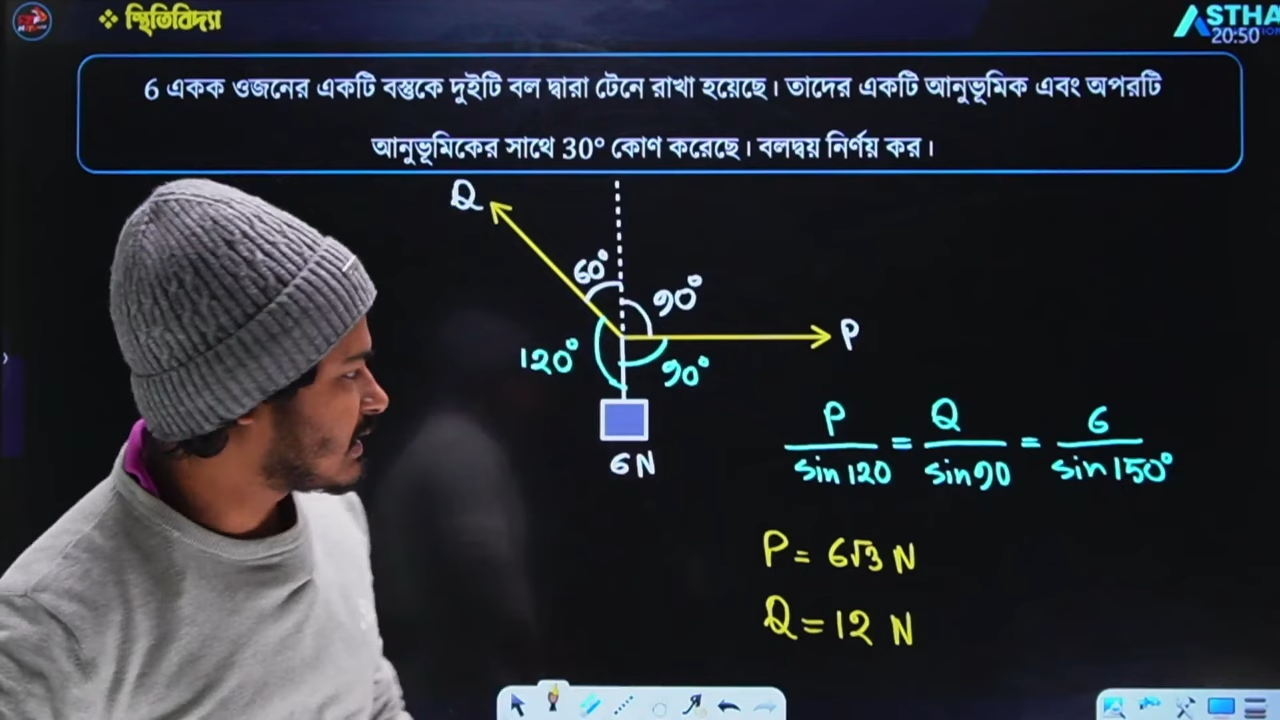 ❖ স্থিতিবিদ্যা
ASTHA
20:50
6 একক ওজনের একটি বস্তুকে দুইটি বল দ্বারা টেনে রাখা হয়েছে। তাদের একটি আনুভূমিক এবং অপরটি
আনুভূমিকের সাথে 30° কোণ করেছে। বলদ্বয় নির্ণয় কর।
Q
60°
90°
P
120°
90°
6N
P/sin 120 = Q/sin 90 = 6/sin 150°
P = 6√3 N
Q = 12 N